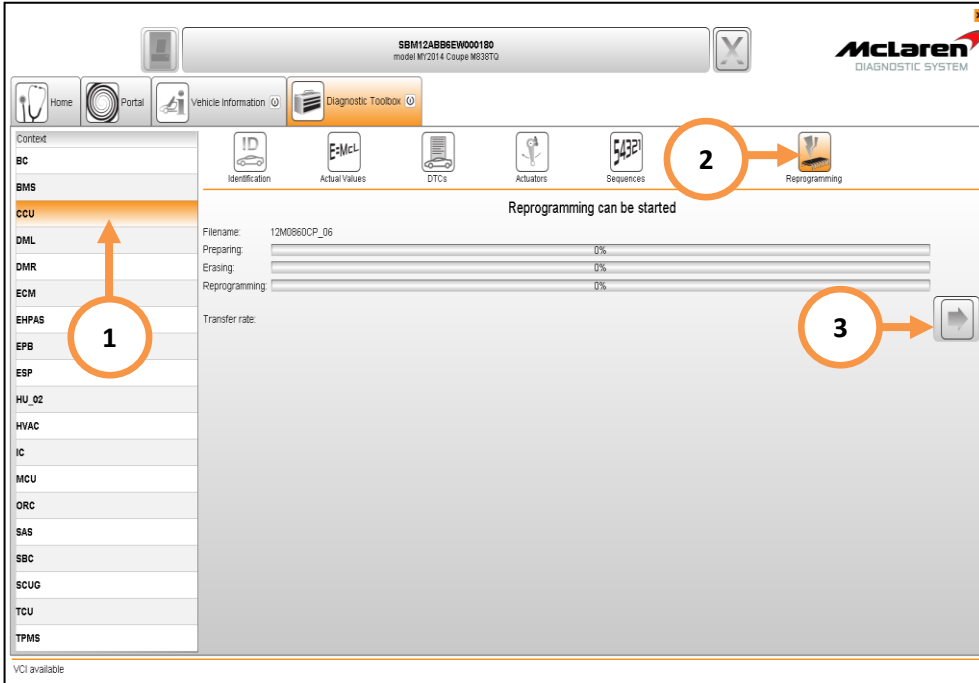 SBM12ABB6EW000180
model MY2014 Coupe M838TQ
X
McLaren
DIAGNOSTIC SYSTEM
Home
Portal
Vehicle Information
Diagnostic Toolbox
Context
BC
BMS
CCU
DML
DMR
ECM
EHPAS
EPB
ESP
HU_02
HVAC
IC
MCU
ORC
SAS
SBC
SCUG
TCU
TPMS
ID
Identification
E=McL
Actual Values
DTCs
Actuators
54321
Sequences
2
Reprogramming
Reprogramming can be started
Filename: 12M0860CP_06
Preparing: 0%
Erasing: 0%
Reprogramming: 0%
Transfer rate:
1
3
VCI available